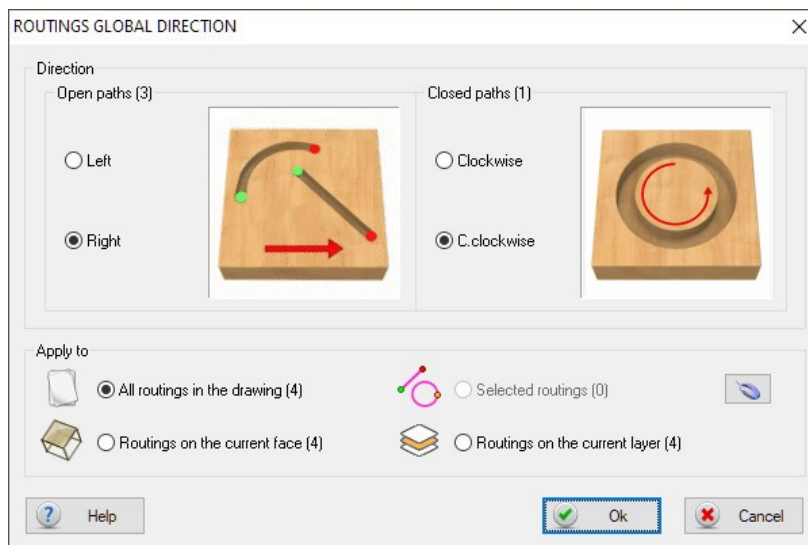 ROUTINGS GLOBAL DIRECTION
Direction
Open paths (3)
Closed paths (1)
Left
Clockwise
Right
C.clockwise
Apply to
All routings in the drawing (4)
Selected routings (0)
Routings on the current face (4)
Routings on the current layer (4)
? Help
Ok
Cancel